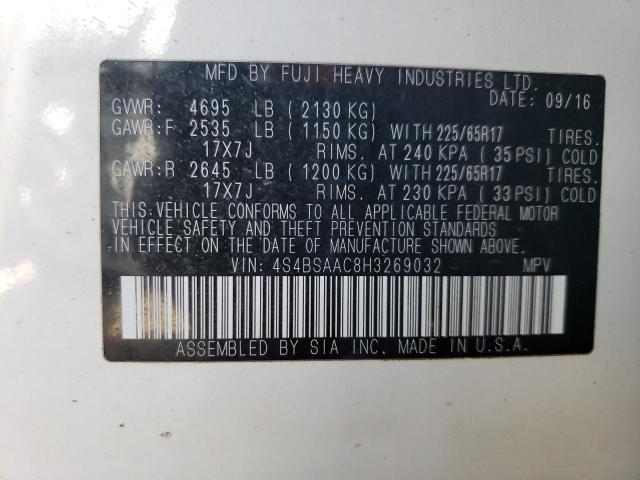 MFD BY FUJI HEAVY INDUSTRIES LTD.
DATE: 09/16
GVWR: 4695 LB ( 2130 KG)
GAWR:F 2535 LB ( 1150 KG) WITH 225/65R17 TIRES.
17X7J RIMS. AT 240 KPA ( 35 PSI) COLD
GAWR:R 2645 LB ( 1200 KG) WITH 225/65R17 TIRES.
17X7J RIMS. AT 230 KPA ( 33 PSI) COLD
THIS VEHICLE CONFORMS TO ALL APPLICABLE FEDERAL MOTOR
VEHICLE SAFETY AND THEFT PREVENTION STANDARDS
IN EFFECT ON THE DATE OF MANUFACTURE SHOWN ABOVE.
VIN: 4S4BSAAC8H3269032 MPV
ASSEMBLED BY SIA INC. MADE IN U.S.A.